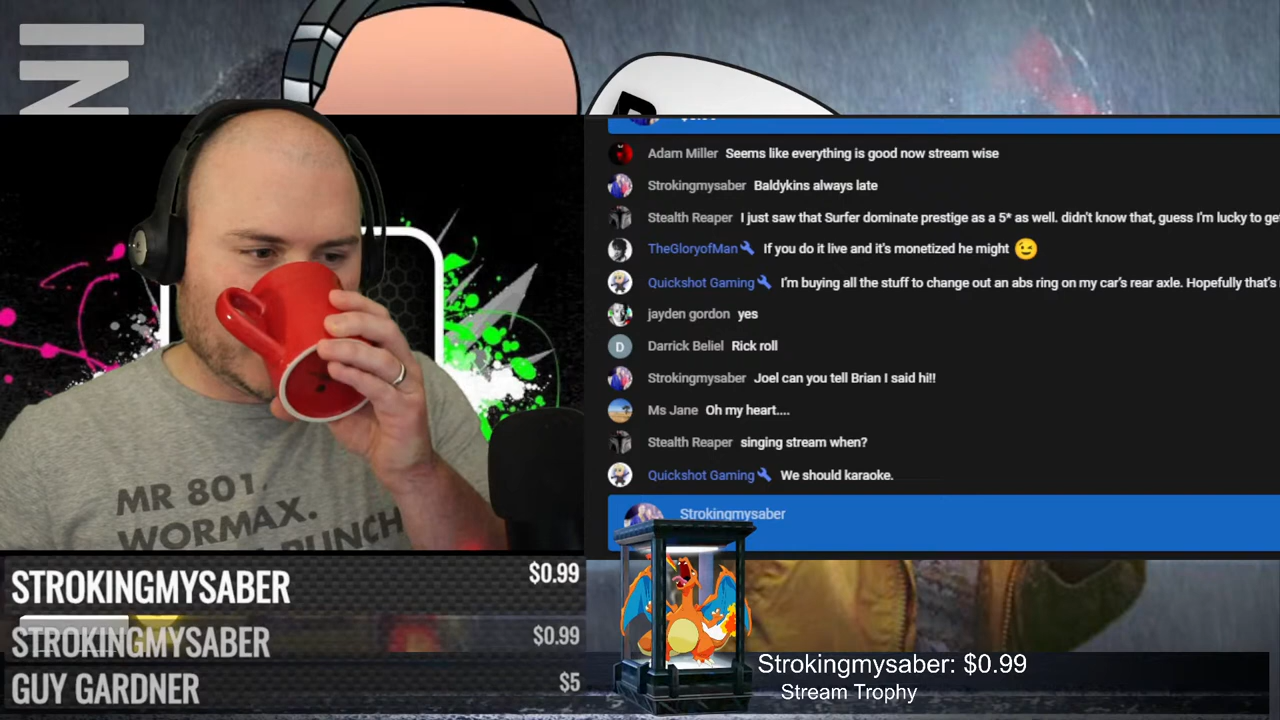 Adam Miller Seems like everything is good now stream wise
Strokingmysaber Baldykins always late
Stealth Reaper I just saw that Surfer dominate prestige as a 5* as well. didn't know that, guess I'm lucky to get
TheGloryofMan If you do it live and it's monetized he might 😉
Quickshot Gaming I'm buying all the stuff to change out an abs ring on my car's rear axle. Hopefully that's
jayden gordon yes
D Darrick Beliel Rick roll
Strokingmysaber Joel can you tell Brian I said hi!!
Ms Jane Oh my heart....
Stealth Reaper singing stream when?
Quickshot Gaming We should karaoke.
Strokingmysaber
MR 801.
WORMAX.
PUNCH
STROKINGMYSABER $0.99
STROKINGMYSABER $0.99
GUY GARDNER $5
Strokingmysaber: $0.99
Stream Trophy